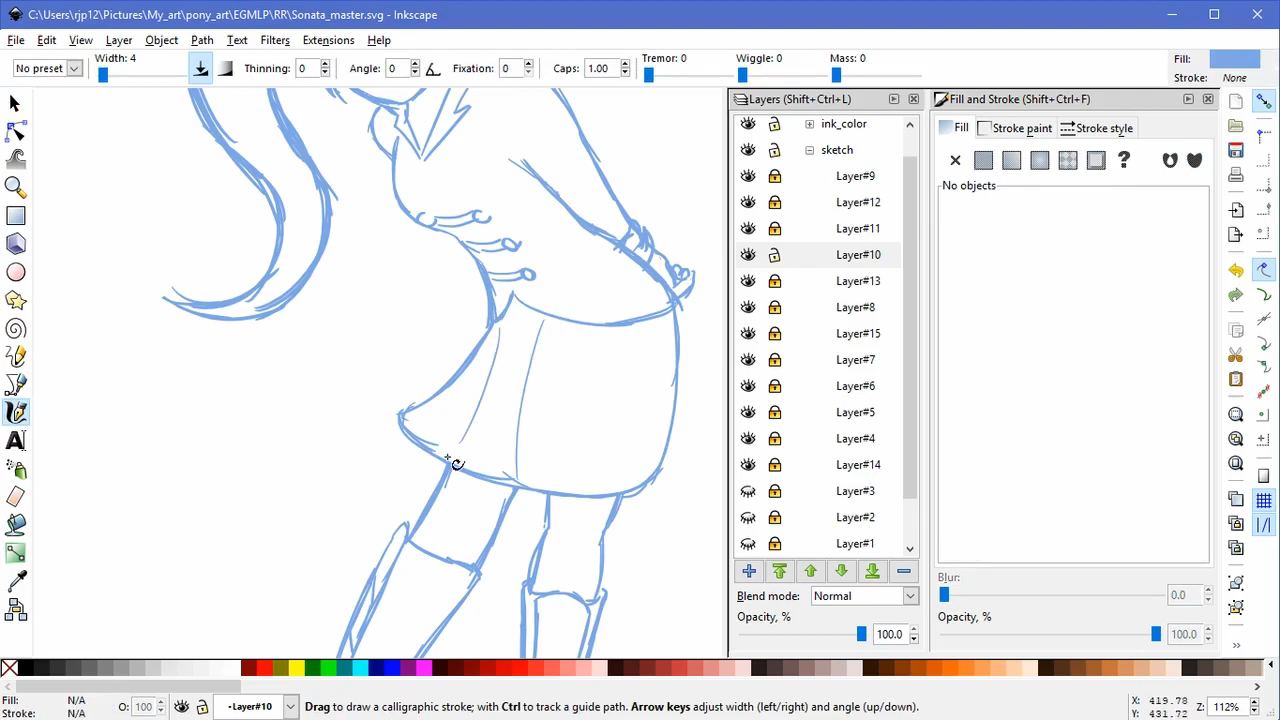 C:\Users\rjp12\Pictures\My_art\pony_art\EGMLP\RR\Sonata_master.svg - Inkscape
File Edit View Layer Object Path Text Filters Extensions Help
No preset Width: 4 Thinning: 0 Angle: 0 Fixation: 0 Caps: 1.00 Tremor: 0 Wiggle: 0 Mass: 0 Fill:
Stroke: None
Layers (Shift+Ctrl+L) Fill and Stroke (Shift+Ctrl+F)
ink_color
Fill Stroke paint Stroke style
sketch
Layer#9
No objects
Layer#12
Layer#11
Layer#10
Layer#13
Layer#8
Layer#15
Layer#7
Layer#6
Layer#5
Layer#4
Layer#14
Layer#3
Layer#2
Layer#1
Blur:
0.0
Blend mode: Normal
Opacity, %
100.0
Opacity, %
100.0
Fill: N/A
Stroke: N/A
O: 100
-Layer#10
Drag to draw a calligraphic stroke; with Ctrl to track a guide path. Arrow keys adjust width (left/right) and angle (up/down).
X: 419.78
Y: 431.72
Z: 112%